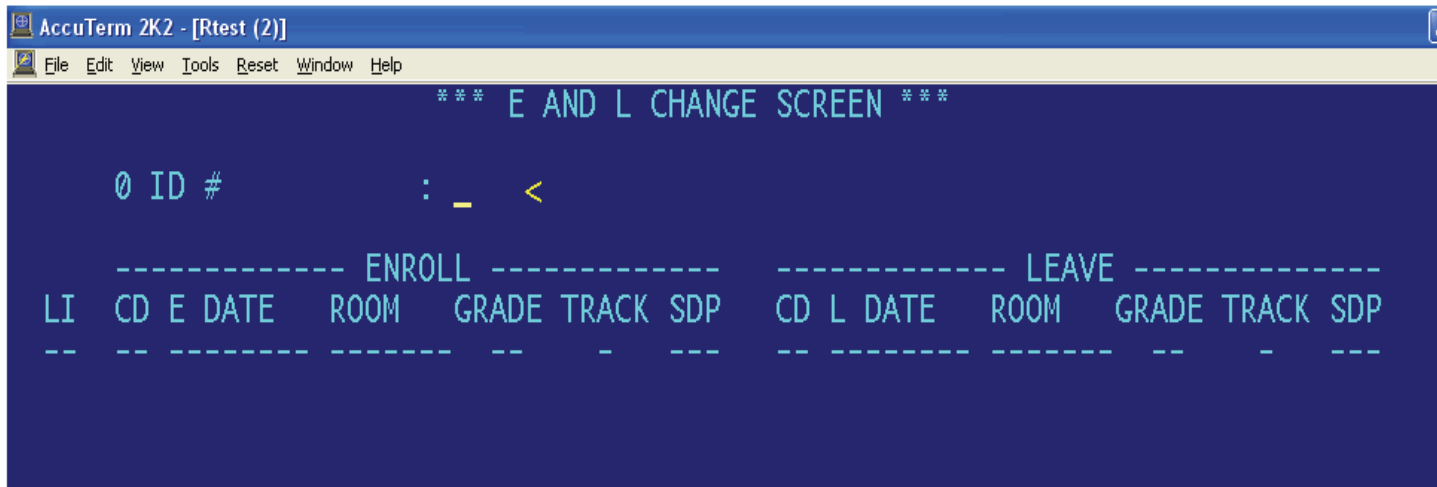 AccuTerm 2K2 - [Rtest (2)]
File Edit View Tools Reset Window Help
*** E AND L CHANGE SCREEN ***
0 ID # : _ <
------------- ENROLL ------------- ------------- LEAVE --------------
LI CD E DATE ROOM GRADE TRACK SDP CD L DATE ROOM GRADE TRACK SDP
-- -- -------- ------- -- - --- -- -------- ------- -- - ---